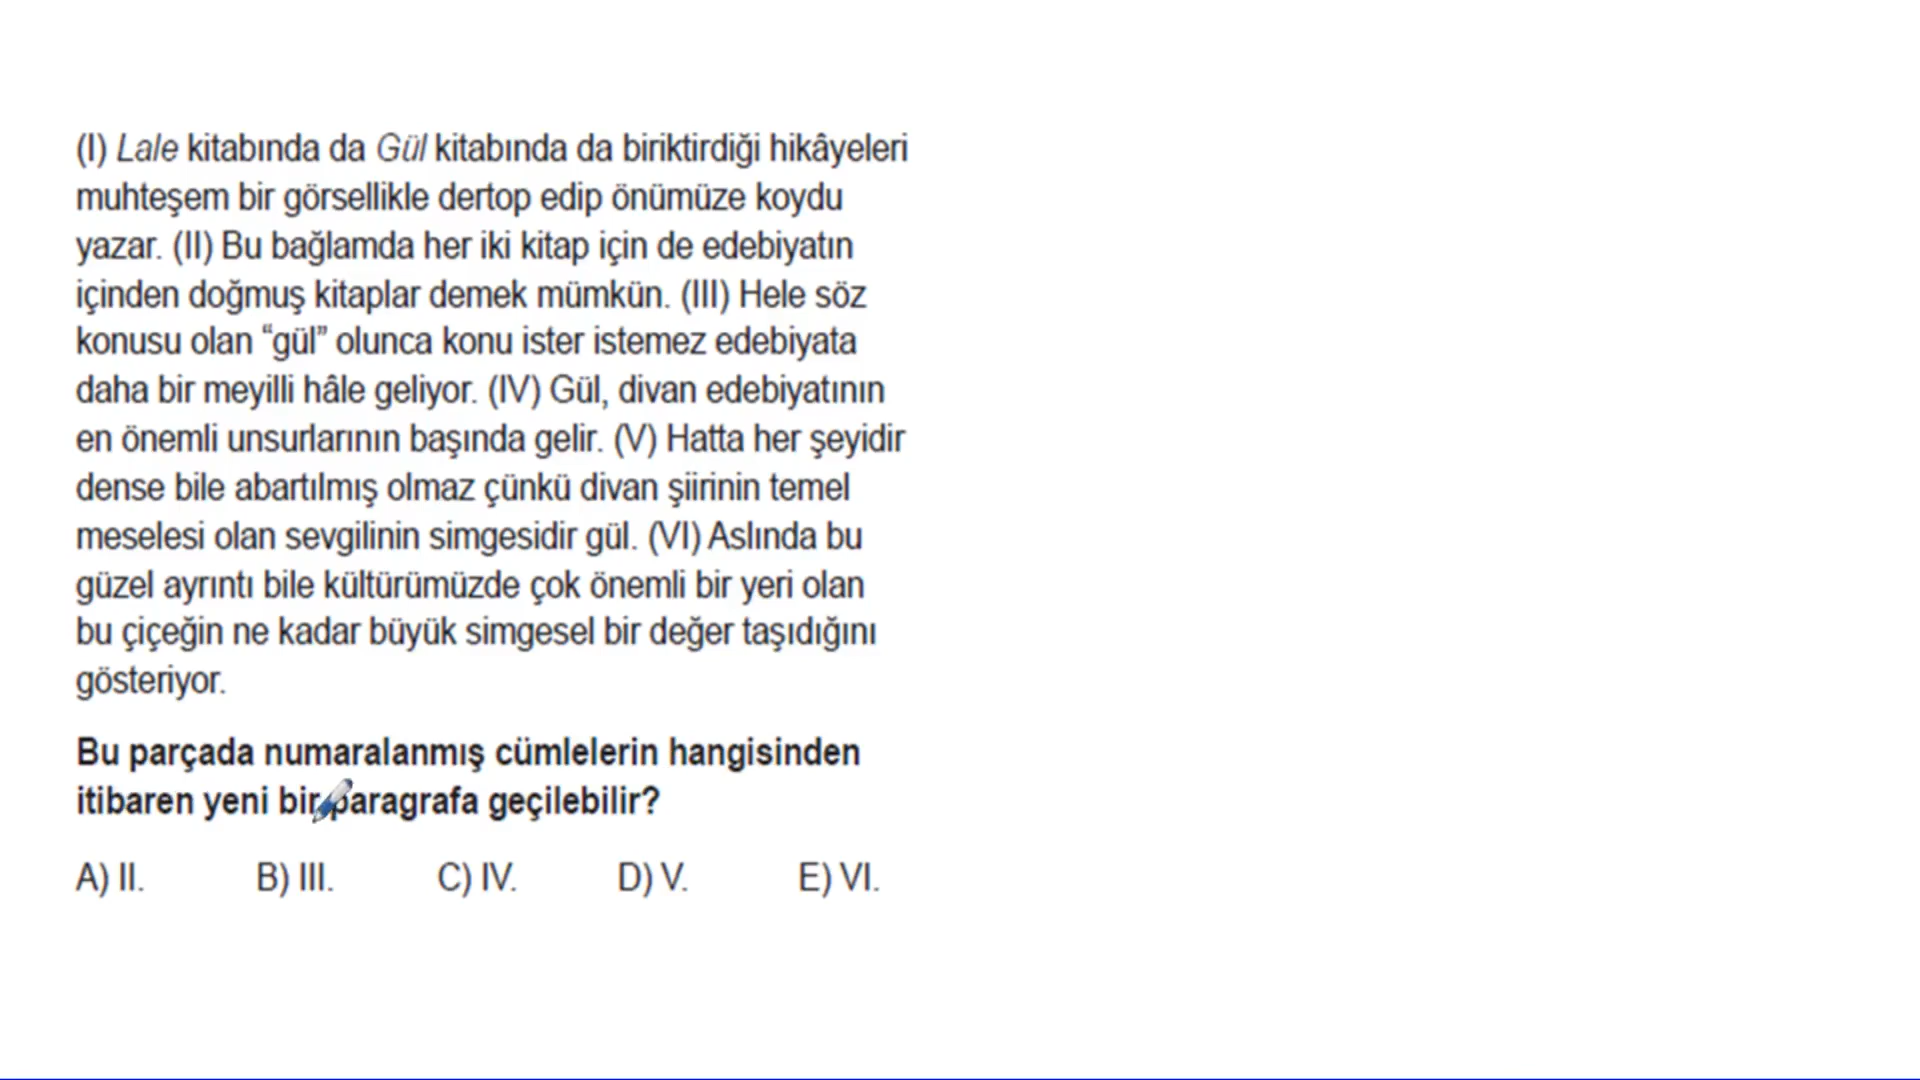 (I) Lale kitabında da Gül kitabında da biriktirdiği hikâyeleri
muhteşem bir görsellikle dertop edip önümüze koydu
yazar. (II) Bu bağlamda her iki kitap için de edebiyatın
içinden doğmuş kitaplar demek mümkün. (III) Hele söz
konusu olan “gül” olunca konu ister istemez edebiyata
daha bir meyilli hâle geliyor. (IV) Gül, divan edebiyatının
en önemli unsurlarının başında gelir. (V) Hatta her şeyidir
dense bile abartılmış olmaz çünkü divan şiirinin temel
meselesi olan sevgilinin simgesidir gül. (VI) Aslında bu
güzel ayrıntı bile kültürümüzde çok önemli bir yeri olan
bu çiçeğin ne kadar büyük simgesel bir değer taşıdığını
gösteriyor.
Bu parçada numaralanmış cümlelerin hangisinden
itibaren yeni bir paragrafa geçilebilir?
A) II. B) III. C) IV. D) V. E) VI.